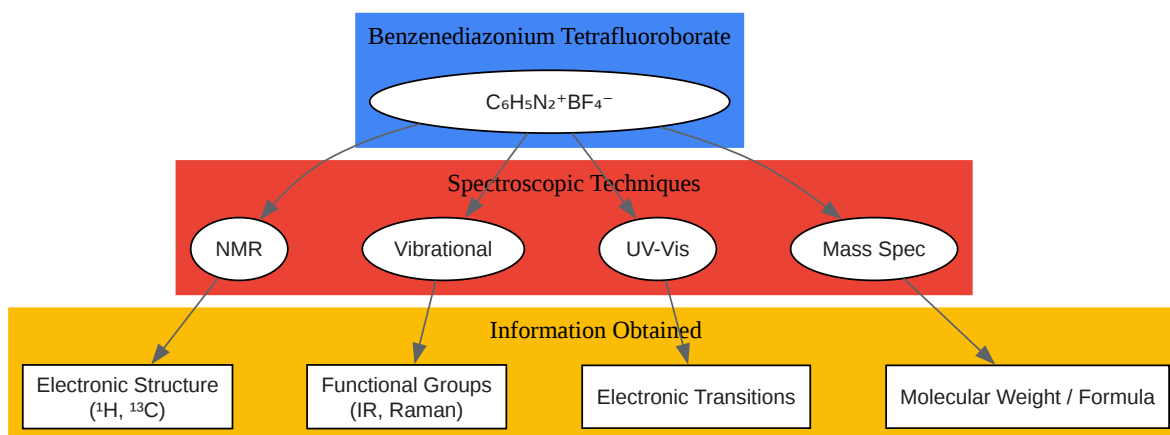 Benzenediazonium Tetrafluoroborate
C₆H₅N₂⁺BF₄⁻
Spectroscopic Techniques
NMR
Vibrational
UV-Vis
Mass Spec
Information Obtained
Electronic Structure
(¹H, ¹³C)
Functional Groups
(IR, Raman)
Electronic Transitions
Molecular Weight / Formula